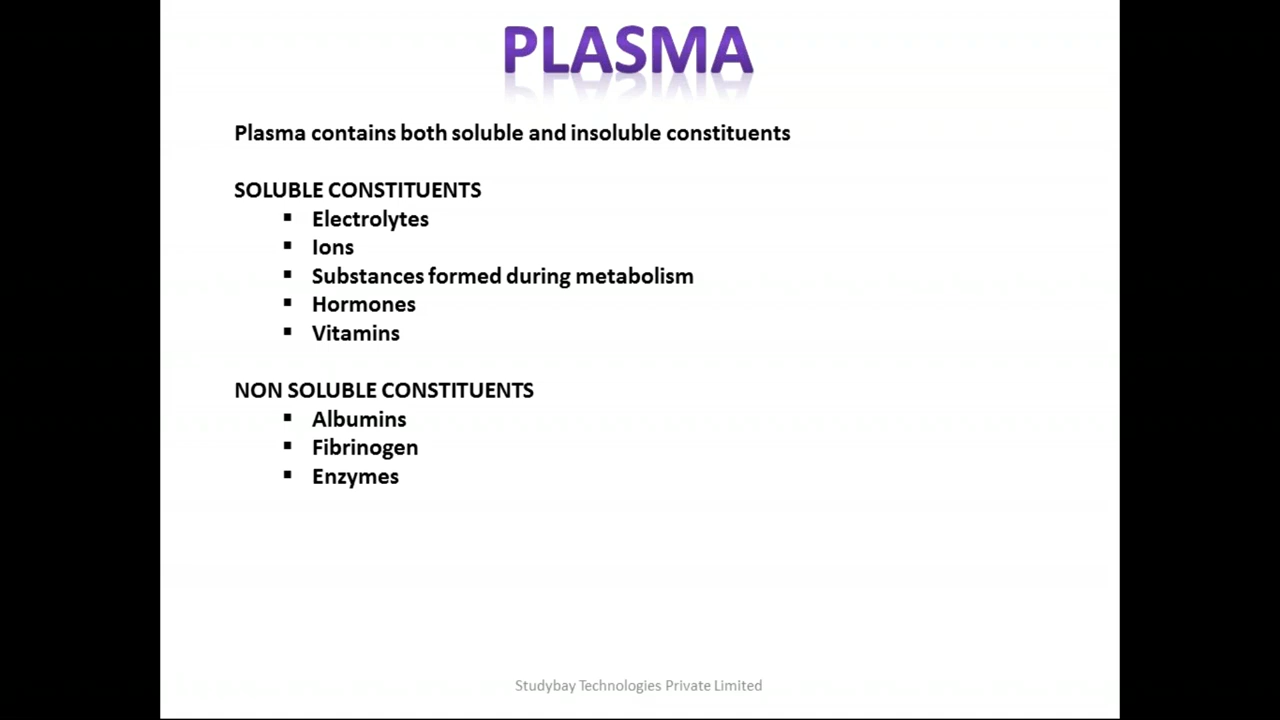 PLASMA
Plasma contains both soluble and insoluble constituents
SOLUBLE CONSTITUENTS
▪ Electrolytes
▪ Ions
▪ Substances formed during metabolism
▪ Hormones
▪ Vitamins
NON SOLUBLE CONSTITUENTS
▪ Albumins
▪ Fibrinogen
▪ Enzymes
Studybay Technologies Private Limited